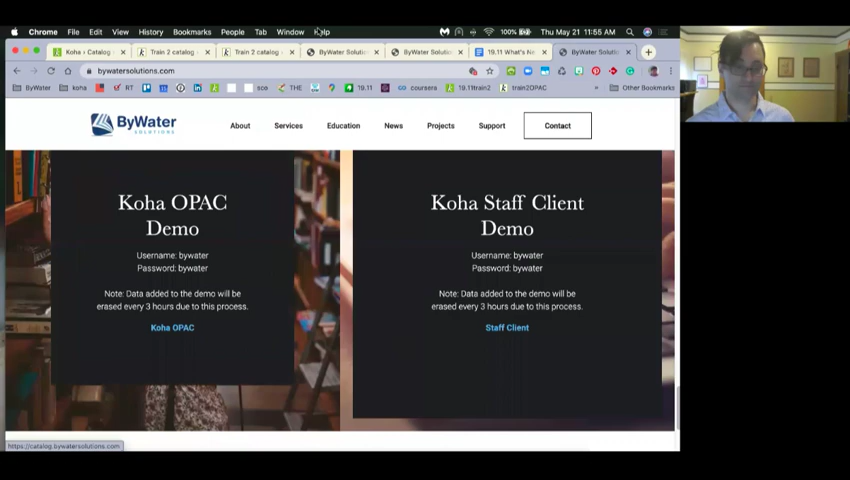 Chrome File Edit View History Bookmarks People Tab Window Help 100% Thu May 21 11:55 AM
Koha › Catalog Train 2 catalog Train 2 catalog ByWater Solutio ByWater Solution 19.11 What's Ne ByWater Solutio
bywatersolutions.com
ByWater koha RT sco THE 19.11 coursera 19.11train2 train2OPAC » Other Bookmarks
ByWater
SOLUTIONS
About Services Education News Projects Support Contact
Koha OPAC
Demo
Username: bywater
Password: bywater
Note: Data added to the demo will be
erased every 3 hours due to this process.
Koha OPAC
Koha Staff Client
Demo
Username: bywater
Password: bywater
Note: Data added to the demo will be
erased every 3 hours due to this process.
Staff Client
https://catalog.bywatersolutions.com